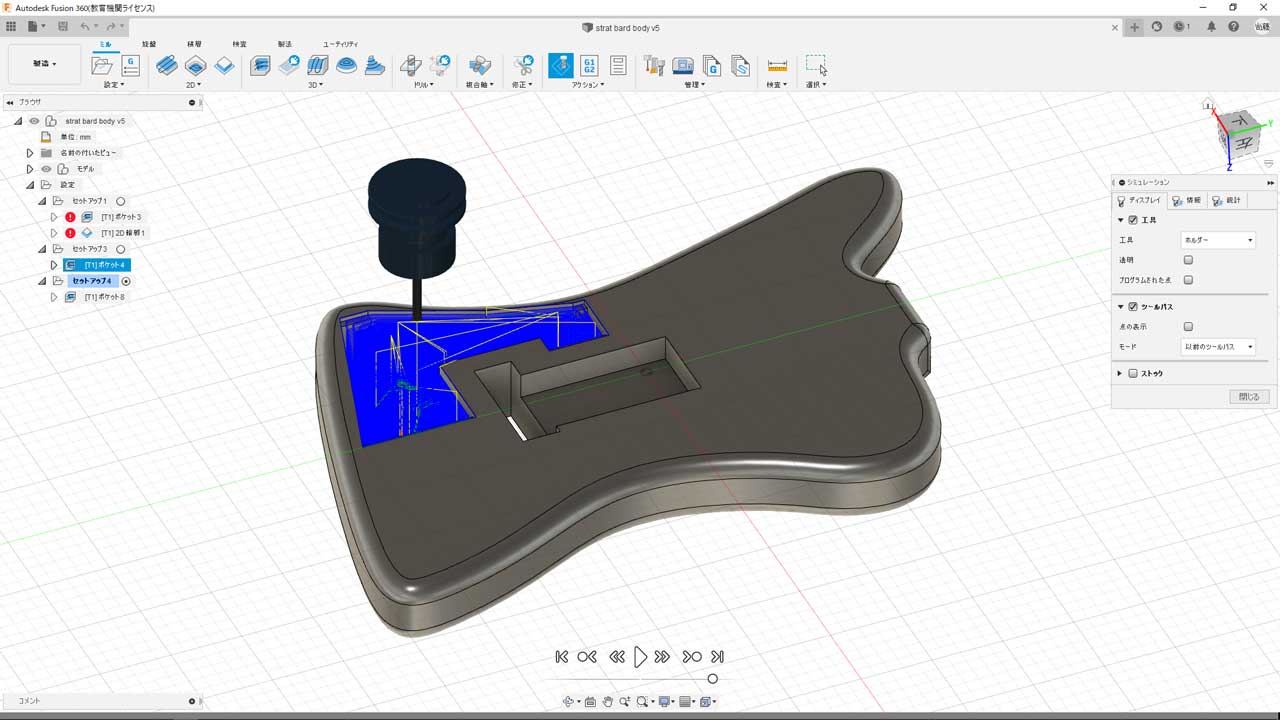 Autodesk Fusion 360(教育機関ライセンス)
strat bard body v5
1
ミル
旋盤
積層
検査
製法
ユーティリティ
製造
G
G1
G2
G
設定
2D
3D
ドリル
複合軸
修正
アクション
管理
検査
選択
ブラウザ
strat bard body v5
単位: mm
名前の付いたビュー
モデル
設定
セットアップ1
[T1] ポケット3
[T1] 2D 輪郭1
セットアップ3
[T1] ポケット4
セットアップ4
[T1] ポケット8
X
Y
Z
下
シミュレーション
ディスプレイ
情報
統計
工具
工具
ホルダー
透明
プログラムされた点
ツールパス
点の表示
モード
以前のツールパス
ストック
閉じる
コメント